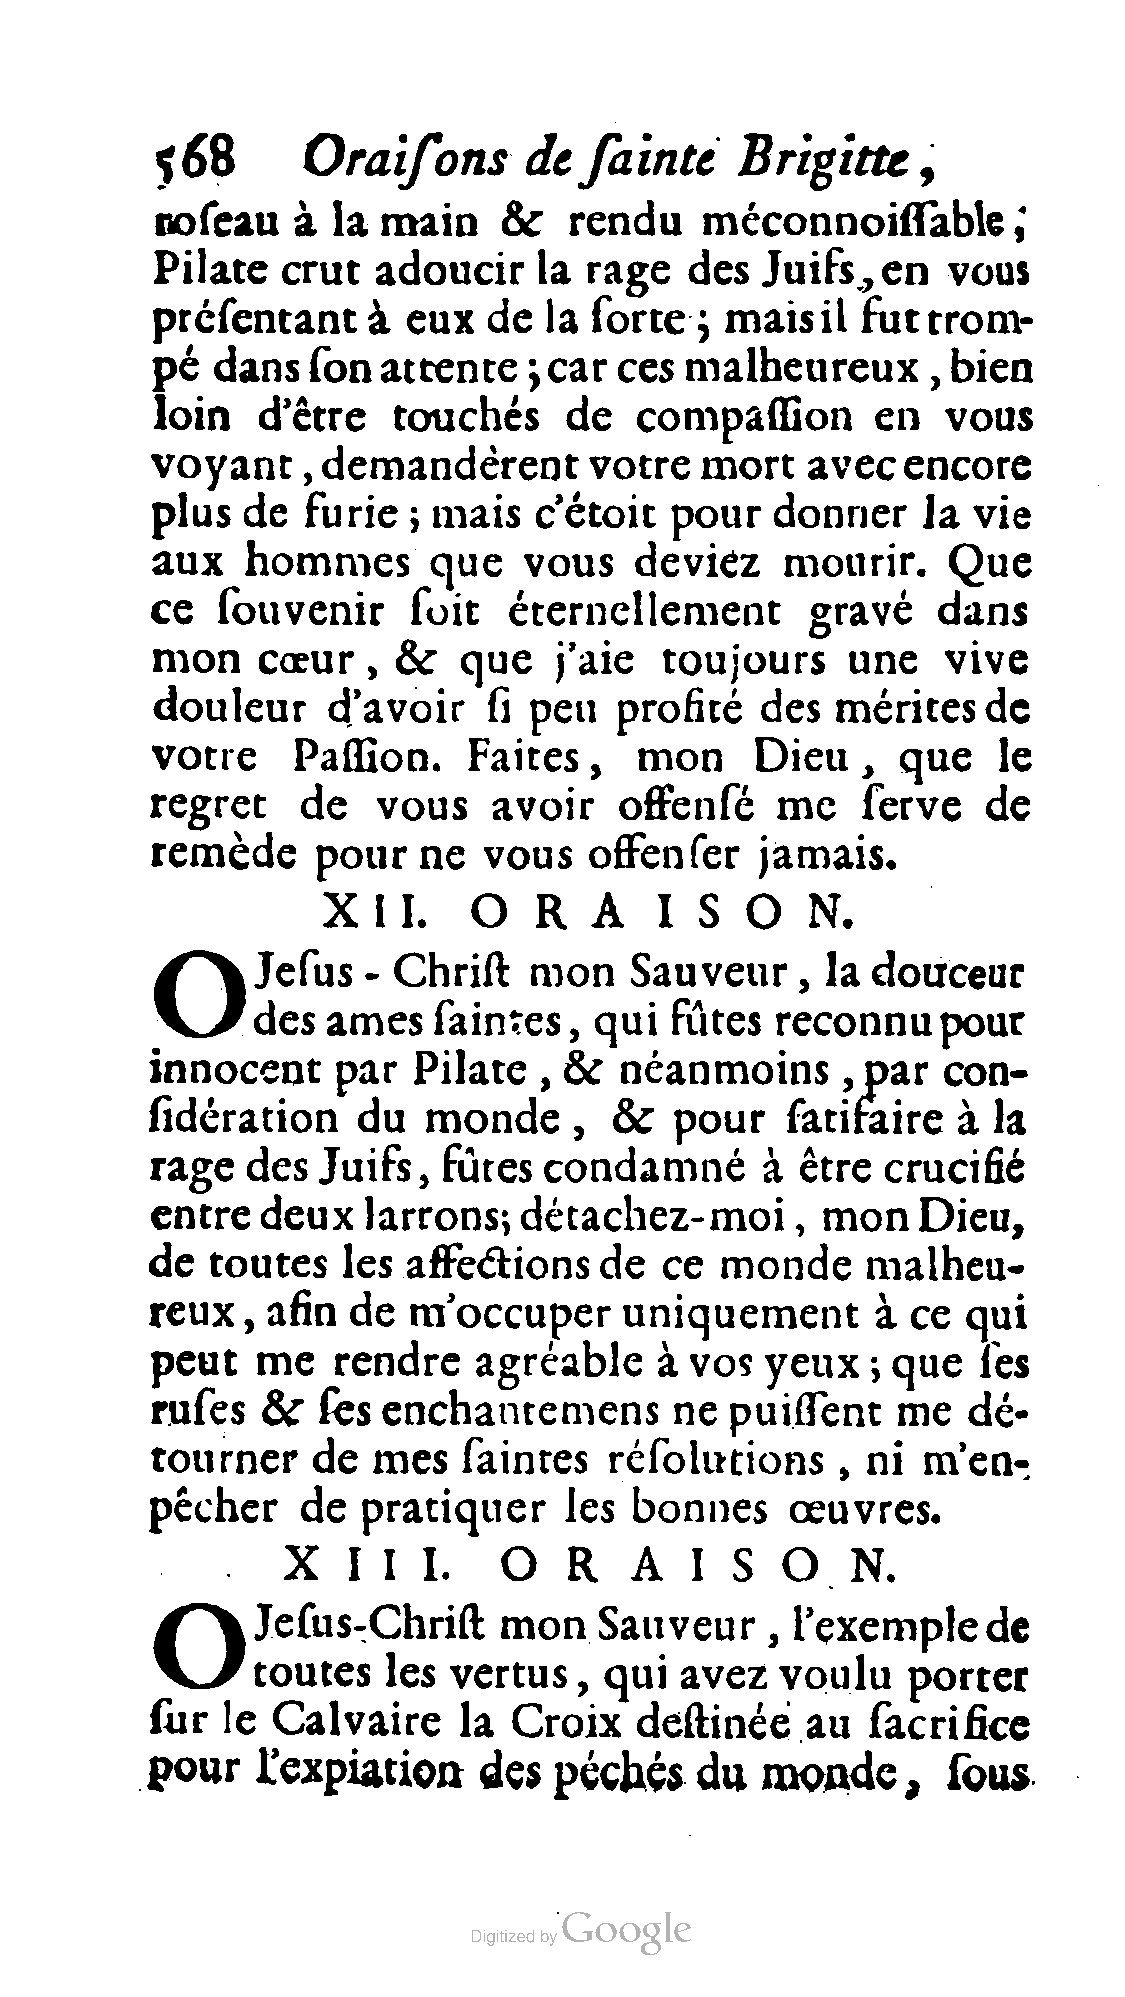 568 Oraiſons de ſainte Brigitte,
roſeau à la main & rendu méconnoiſſable;
Pilate crut adoucir la rage des Juifs, en vous
préſentant à eux de la ſorte; mais il fut trom-
pé dans ſon attente; car ces malheureux, bien
loin d'être touchés de compaſſion en vous
voyant, demandèrent votre mort avec encore
plus de furie; mais c'étoit pour donner la vie
aux hommes que vous deviez mourir. Que
ce ſouvenir ſoit éternellement gravé dans
mon cœur, & que j'aie toujours une vive
douleur d'avoir ſi peu profité des mérites de
votre Paſſion. Faites, mon Dieu, que le
regret de vous avoir offenſé me ſerve de
remède pour ne vous offenſer jamais.
XII. ORAISON.
O Jeſus-Chriſt mon Sauveur, la douceur
des ames ſaintes, qui fûtes reconnu pour
innocent par Pilate, & néanmoins, par con-
ſidération du monde, & pour ſatifaire à la
rage des Juifs, fûtes condamné à être crucifié
entre deux larrons; détachez-moi, mon Dieu,
de toutes les affections de ce monde malheu-
reux, afin de m'occuper uniquement à ce qui
peut me rendre agréable à vos yeux; que ſes
ruſes & ſes enchantemens ne puiſſent me dé-
tourner de mes ſaintes réſolutions, ni m'en-
pêcher de pratiquer les bonnes œuvres.
XIII. ORAISON.
O Jeſus-Chriſt mon Sauveur, l'exemple de
toutes les vertus, qui avez voulu porter
ſur le Calvaire la Croix deſtinée au ſacrifice
pour l'expiation des péchés du monde, ſous
Digitized by Google